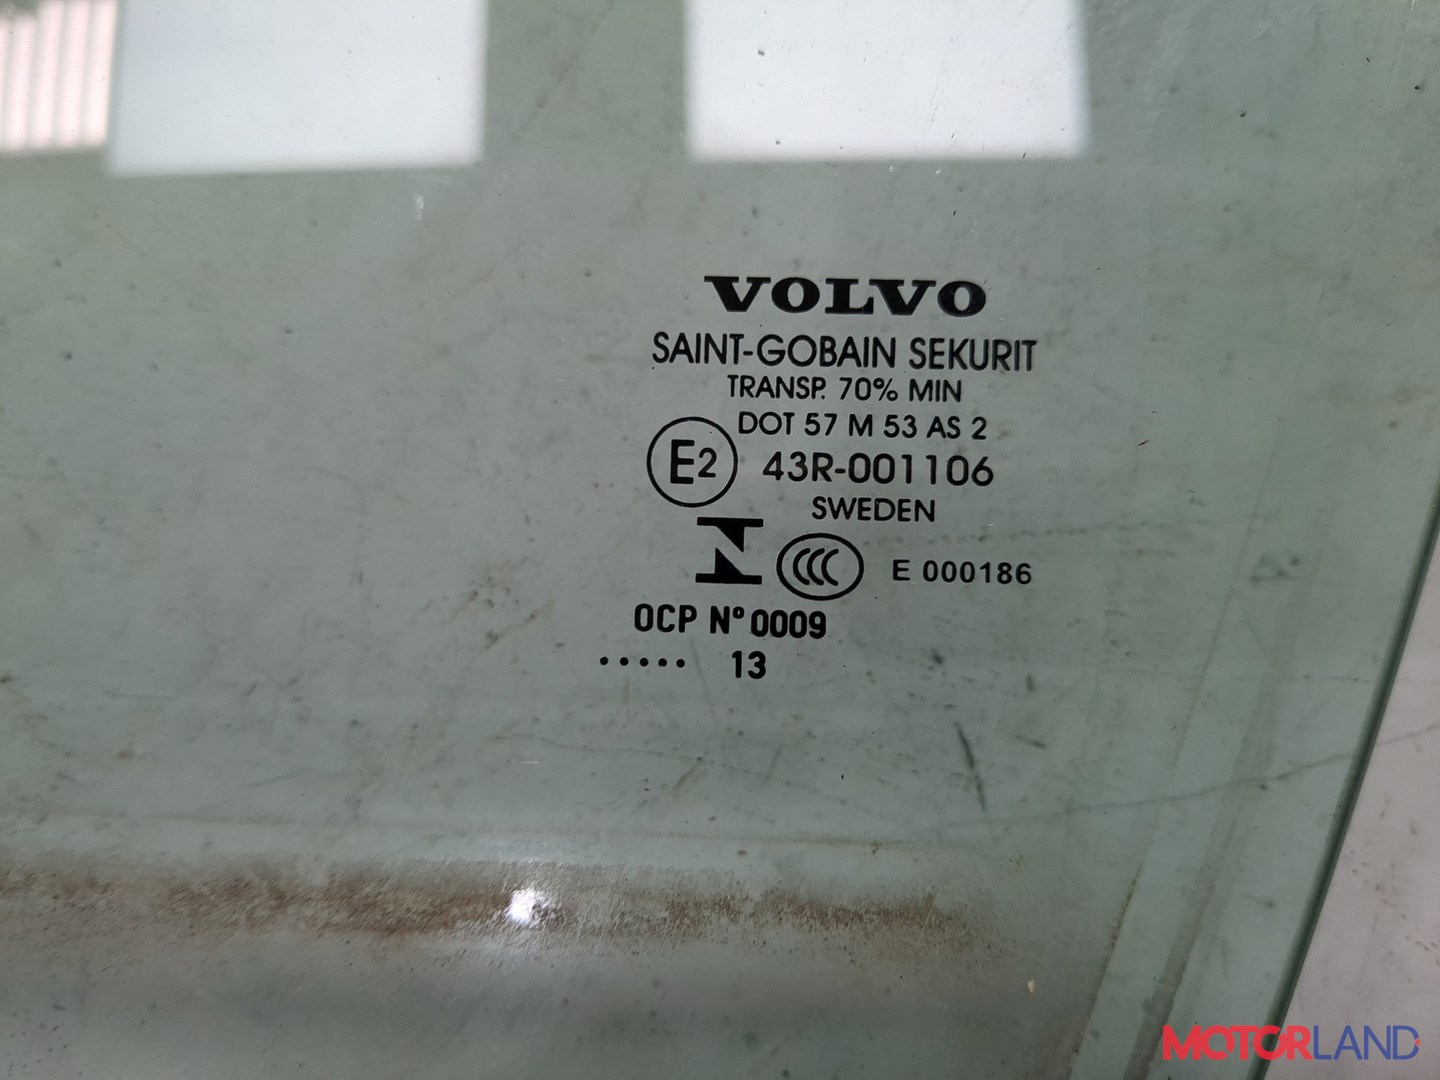 VOLVO
SAINT-GOBAIN SEKURIT
TRANSP. 70% MIN
DOT 57 M 53 AS 2
E2 43R-001106
SWEDEN
CCC E 000186
OCP Nº 0009
..... 13
MOTORLAND